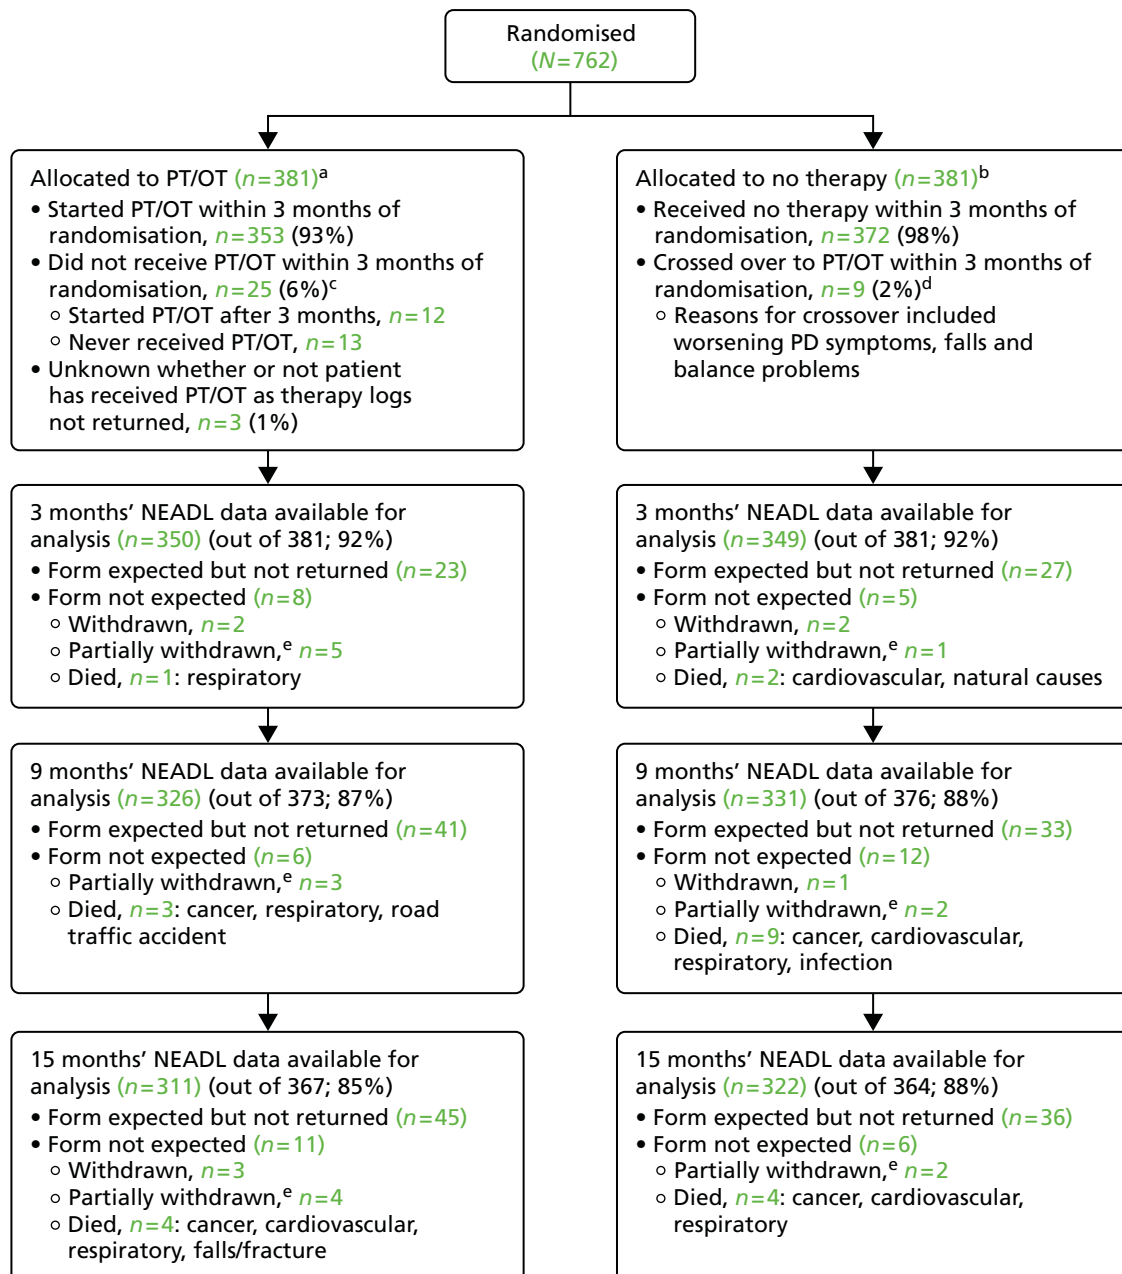 Randomised
(N=762)
Allocated to PT/OT (n=381)a
• Started PT/OT within 3 months of
randomisation, n=353 (93%)
• Did not receive PT/OT within 3 months of
randomisation, n=25 (6%)c
○ Started PT/OT after 3 months, n=12
○ Never received PT/OT, n=13
• Unknown whether or not patient
has received PT/OT as therapy logs
not returned, n=3 (1%)
Allocated to no therapy (n=381)b
• Received no therapy within 3 months of
randomisation, n=372 (98%)
• Crossed over to PT/OT within 3 months of
randomisation, n=9 (2%)d
○ Reasons for crossover included
worsening PD symptoms, falls and
balance problems
3 months’ NEADL data available for
analysis (n=350) (out of 381; 92%)
• Form expected but not returned (n=23)
• Form not expected (n=8)
○ Withdrawn, n=2
○ Partially withdrawn,e n=5
○ Died, n=1: respiratory
3 months’ NEADL data available for
analysis (n=349) (out of 381; 92%)
• Form expected but not returned (n=27)
• Form not expected (n=5)
○ Withdrawn, n=2
○ Partially withdrawn,e n=1
○ Died, n=2: cardiovascular, natural causes
9 months’ NEADL data available for
analysis (n=326) (out of 373; 87%)
• Form expected but not returned (n=41)
• Form not expected (n=6)
○ Partially withdrawn,e n=3
○ Died, n=3: cancer, respiratory, road
traffic accident
9 months’ NEADL data available for
analysis (n=331) (out of 376; 88%)
• Form expected but not returned (n=33)
• Form not expected (n=12)
○ Withdrawn, n=1
○ Partially withdrawn,e n=2
○ Died, n=9: cancer, cardiovascular,
respiratory, infection
15 months’ NEADL data available for
analysis (n=311) (out of 367; 85%)
• Form expected but not returned (n=45)
• Form not expected (n=11)
○ Withdrawn, n=3
○ Partially withdrawn,e n=4
○ Died, n=4: cancer, cardiovascular,
respiratory, falls/fracture
15 months’ NEADL data available for
analysis (n=322) (out of 364; 88%)
• Form expected but not returned (n=36)
• Form not expected (n=6)
○ Partially withdrawn,e n=2
○ Died, n=4: cancer, cardiovascular,
respiratory